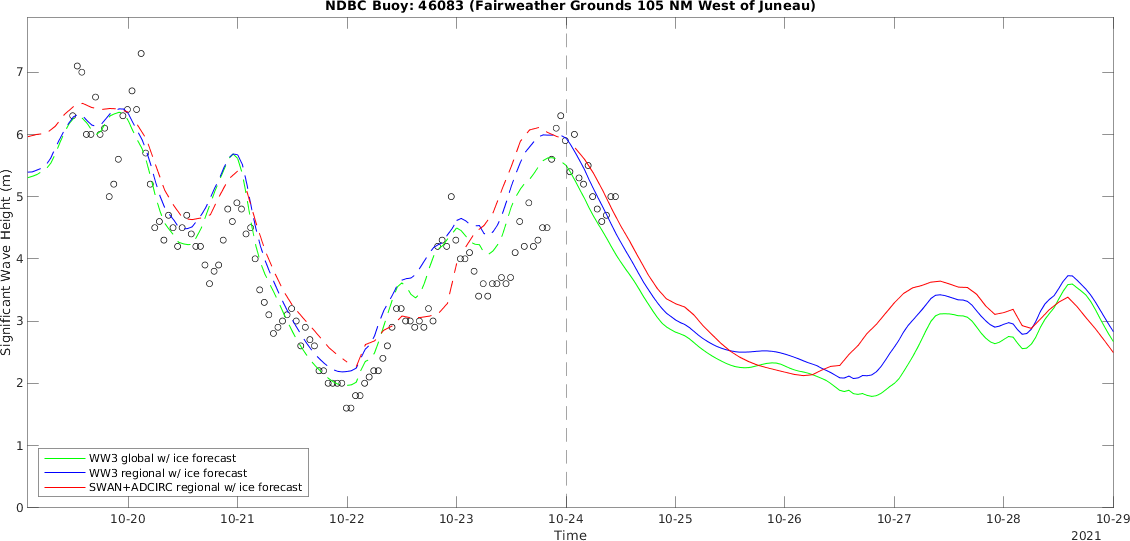 NDBC Buoy: 46083 (Fairweather Grounds 105 NM West of Juneau)
Significant Wave Height (m)
7
6
5
4
3
2
1
0
WW3 global w/ ice forecast
WW3 regional w/ ice forecast
SWAN+ADCIRC regional w/ ice forecast
10-20 10-21 10-22 10-23 10-24 10-25 10-26 10-27 10-28 10-29
Time
2021